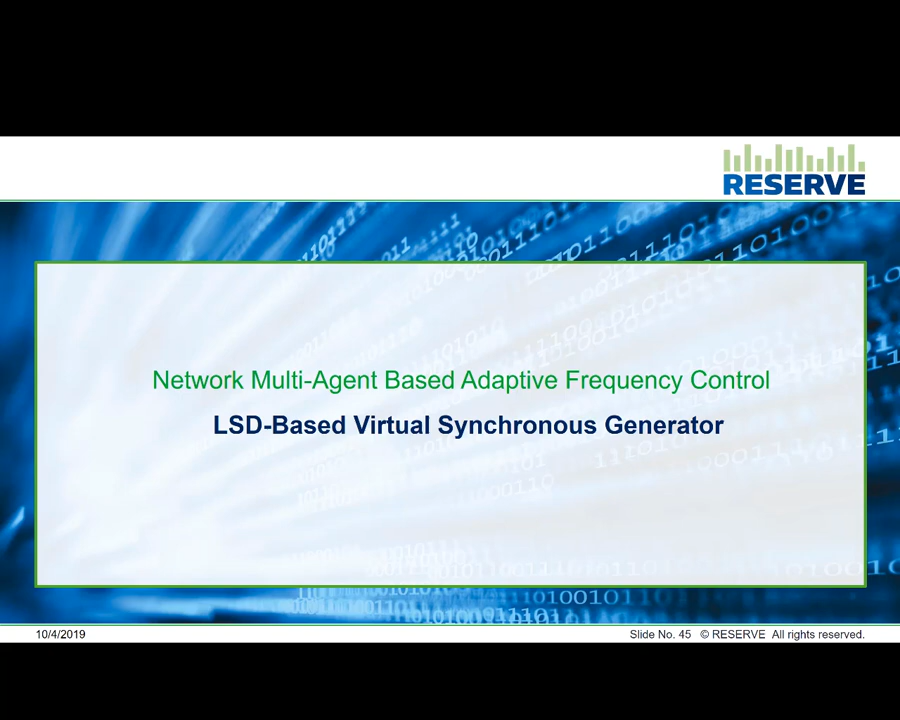 RESERVE
Network Multi-Agent Based Adaptive Frequency Control
LSD-Based Virtual Synchronous Generator
10/4/2019
Slide No. 45 © RESERVE All rights reserved.